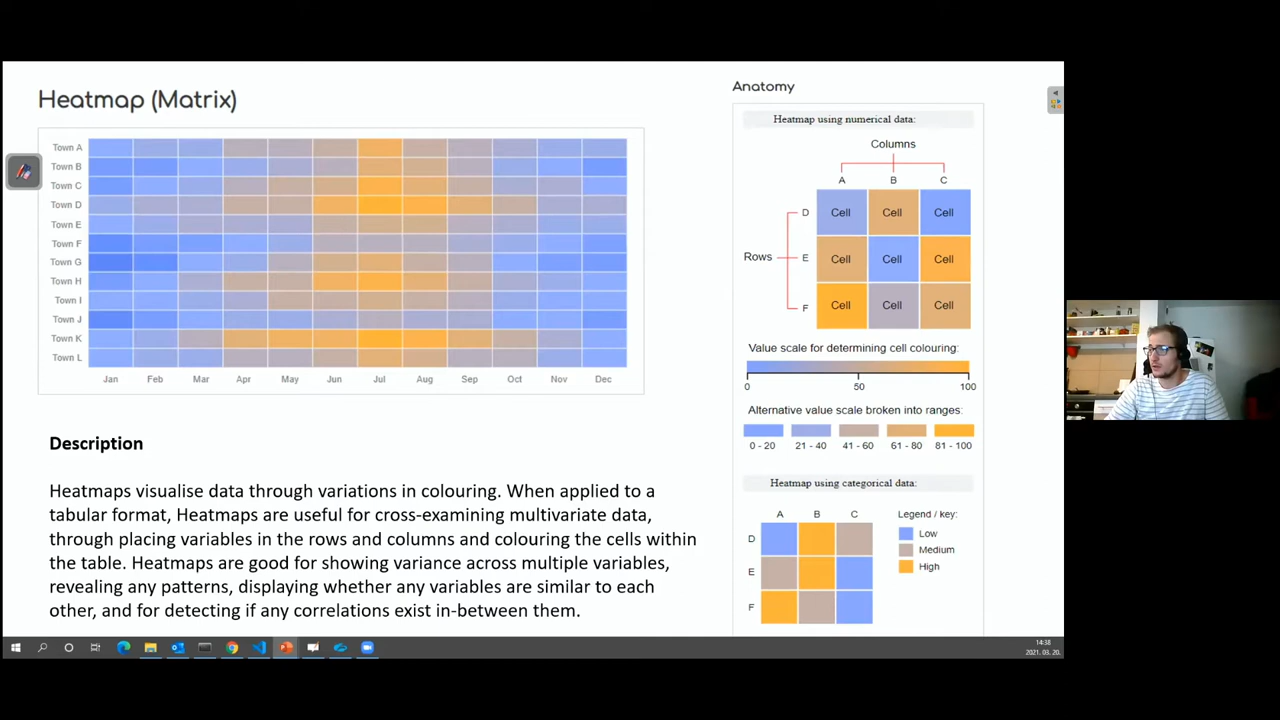 Heatmap (Matrix)
Town A
Town B
Town C
Town D
Town E
Town F
Town G
Town H
Town I
Town J
Town K
Town L
Jan Feb Mar Apr May Jun Jul Aug Sep Oct Nov Dec
Description
Heatmaps visualise data through variations in colouring. When applied to a
tabular format, Heatmaps are useful for cross-examining multivariate data,
through placing variables in the rows and columns and colouring the cells within
the table. Heatmaps are good for showing variance across multiple variables,
revealing any patterns, displaying whether any variables are similar to each
other, and for detecting if any correlations exist in-between them.
Anatomy
Heatmap using numerical data:
Columns
A B C
D Cell Cell Cell
Rows E Cell Cell Cell
F Cell Cell Cell
Value scale for determining cell colouring:
0 50 100
Alternative value scale broken into ranges:
0 - 20 21 - 40 41 - 60 61 - 80 81 - 100
Heatmap using categorical data:
A B C Legend / key:
D Low
Medium
E High
F
14:38
2021. 03. 20.